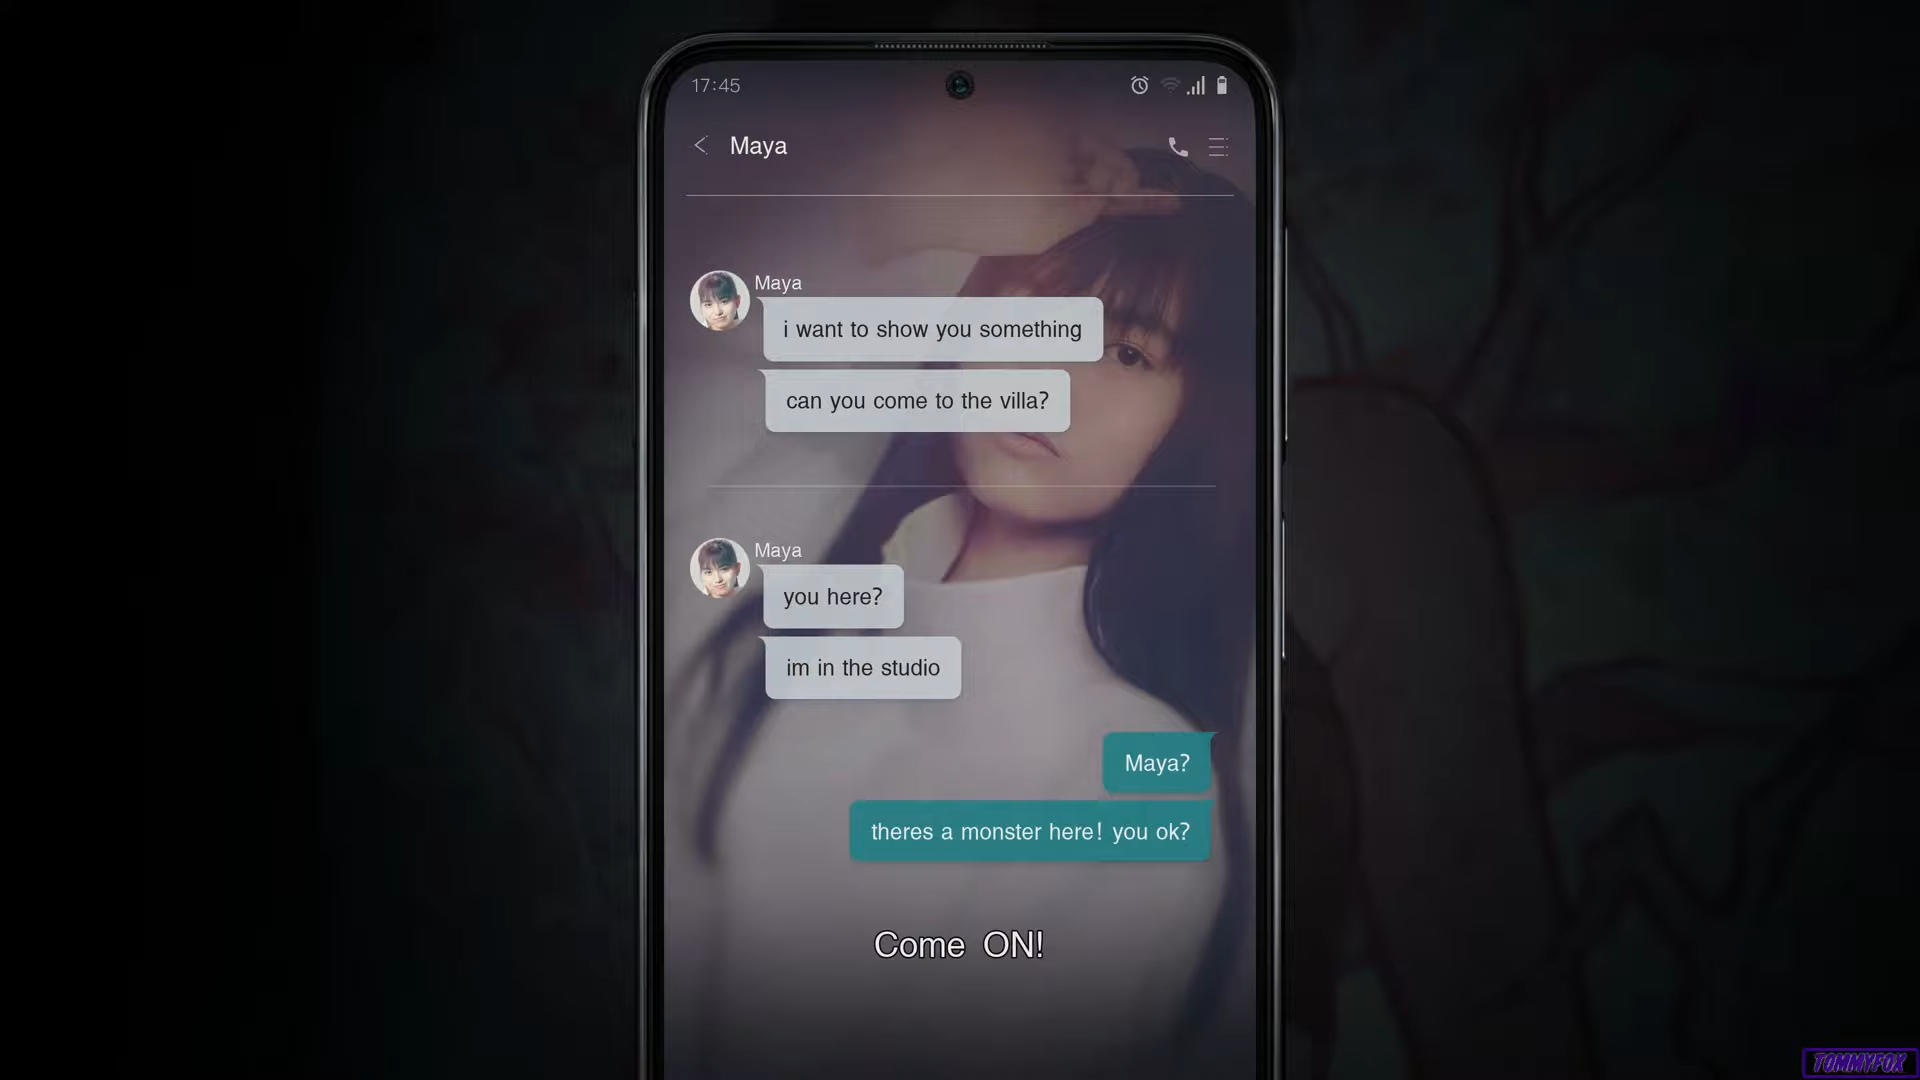 17:45
Maya
Maya
i want to show you something
can you come to the villa?
Maya
you here?
im in the studio
Maya?
theres a monster here! you ok?
Come ON!
TOMMYFOX